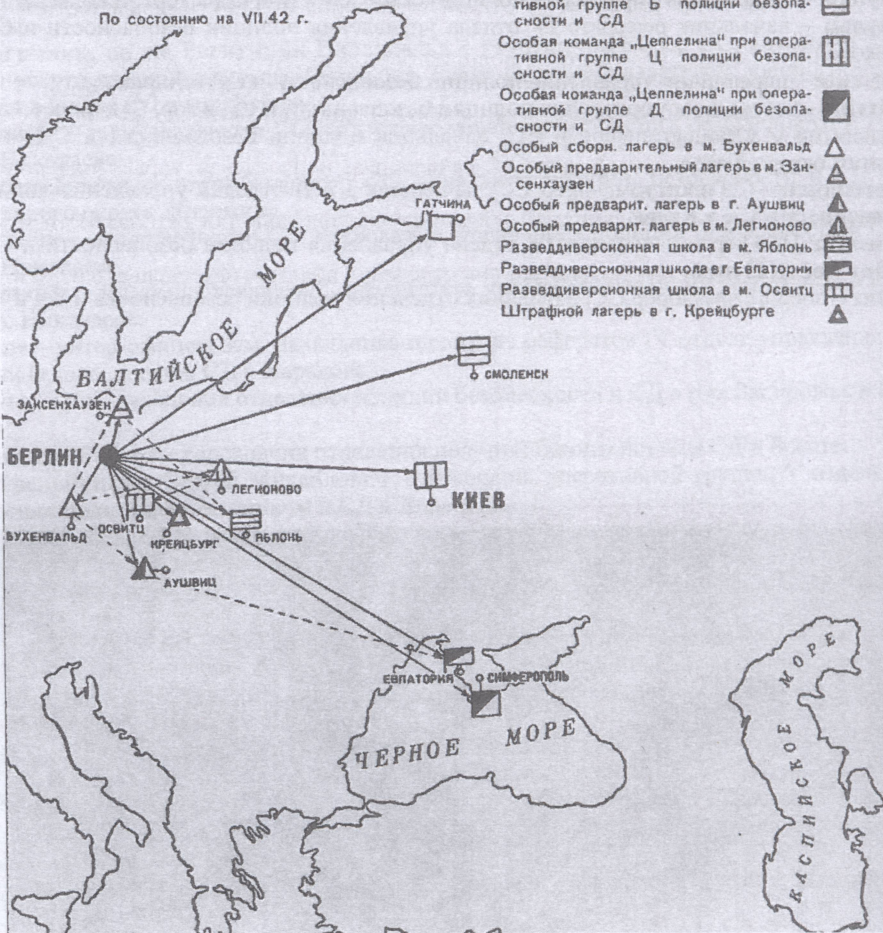 По состоянию на VII.42 г.
тивной группе Б полиции безопа-
сности и СД
Особая команда „Цеппелина" при опера-
тивной группе Ц полиции безопа-
сности и СД
Особая команда „Цеппелина" при опера-
тивной группе Д полиции безопа-
сности и СД
Особый сборн. лагерь в м. Бухенвальд
Особый предварительный лагерь в м. Зак-
сенхаузен
Особый предварит. лагерь в г. Аушвиц
Особый предварит. лагерь в м. Легионово
Разведдиверсионная школа в м. Яблонь
Разведдиверсионная школа в г. Евпатории
Разведдиверсионная школа в м. Освитц
Штрафной лагерь в г. Крейцбурге
ГАТЧИНА
БАЛТИЙСКОЕ МОРЕ
СМОЛЕНСК
ЗАКСЕНХАУЗЕН
БЕРЛИН
ЛЕГИОНОВО
КИЕВ
БУХЕНВАЛЬД
ОСВИТЦ
КРЕЙЦБУРГ
ЯБЛОНЬ
АУШВИЦ
ЕВПАТОРИЯ
СИМФЕРОПОЛЬ
ЧЕРНОЕ МОРЕ
КАСПИЙСКОЕ МОРЕ